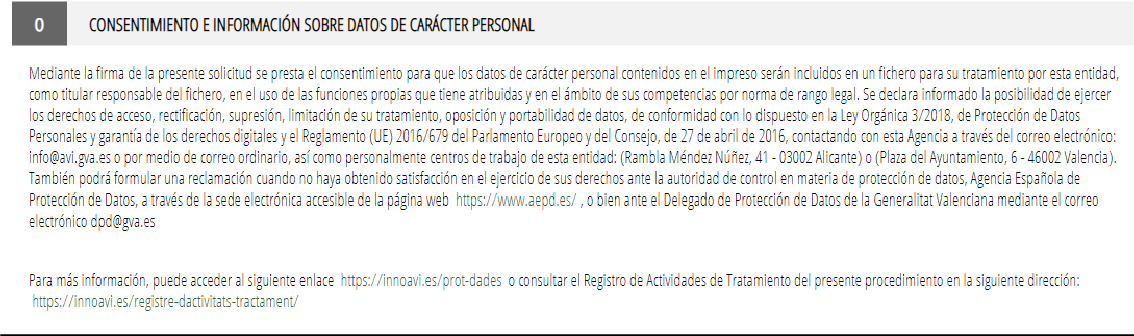 O CONSENTIMIENTO E INFORMACIÓN SOBRE DATOS DE CARÁCTER PERSONAL
Mediante la firma de la presente solicitud se presta el consentimiento para que los datos de carácter personal contenidos en el impreso serán incluidos en un fichero para su tratamiento por esta entidad,
como titular responsable del fichero, en el uso de las funciones propias que tiene atribuidas y en el ámbito de sus competencias por norma de rango legal. Se declara informado la posibilidad de ejercer
los derechos de acceso, rectificación, supresión, limitación de su tratamiento, oposición y portabilidad de datos, de conformidad con lo dispuesto en la Ley Orgánica 3/2018, de Protección de Datos
Personales y garantía de los derechos digitales y el Reglamento (UE) 2016/679 del Parlamento Europeo y del Consejo, de 27 de abril de 2016, contactando con esta Agencia a través del correo electrónico:
info@avi.gva.es o por medio de correo ordinario, así como personalmente centros de trabajo de esta entidad: (Rambla Méndez Núñez, 41 - 03002 Alicante) o (Plaza del Ayuntamiento, 6 - 46002 Valencia).
También podrá formular una reclamación cuando no haya obtenido satisfacción en el ejercicio de sus derechos ante la autoridad de control en materia de protección de datos, Agencia Española de
Protección de Datos, a través de la sede electrónica accesible de la página web https://www.aepd.es/ , o bien ante el Delegado de Protección de Datos de la Generalitat Valenciana mediante el correo
electrónico dpd@gva.es
Para más información, puede acceder al siguiente enlace https://innoavi.es/prot-dades o consultar el Registro de Actividades de Tratamiento del presente procedimiento en la siguiente dirección:
https://innoavi.es/registre-dactivitats-tractament/